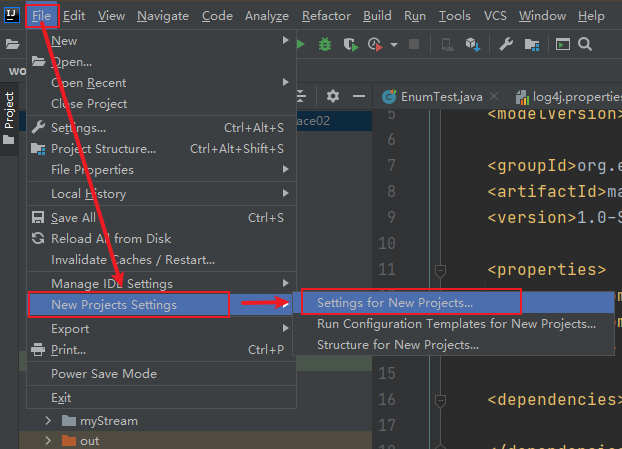 IJ File Edit View Navigate Code Analyze Refactor Build Run Tools VCS Window Help
New
Open...
Open Recent
Close Project
Settings... Ctrl+Alt+S
Project Structure... Ctrl+Alt+Shift+S
File Properties
Local History
Save All Ctrl+S
Reload All from Disk
Invalidate Caches / Restart...
Manage IDE Settings
New Projects Settings
Export
Print... Ctrl+P
Power Save Mode
Exit
Settings for New Projects...
Run Configuration Templates for New Projects...
Structure for New Projects...
wo
Project
ace02
myStream
out
EnumTest.java log4j.properties
5 <modelVersion>
6
7 <groupId>org.e
8 <artifactId>ma
9 <version>1.0-S
10
11 <properties>
15
16 <dependencies>
17
18 </dependencies>